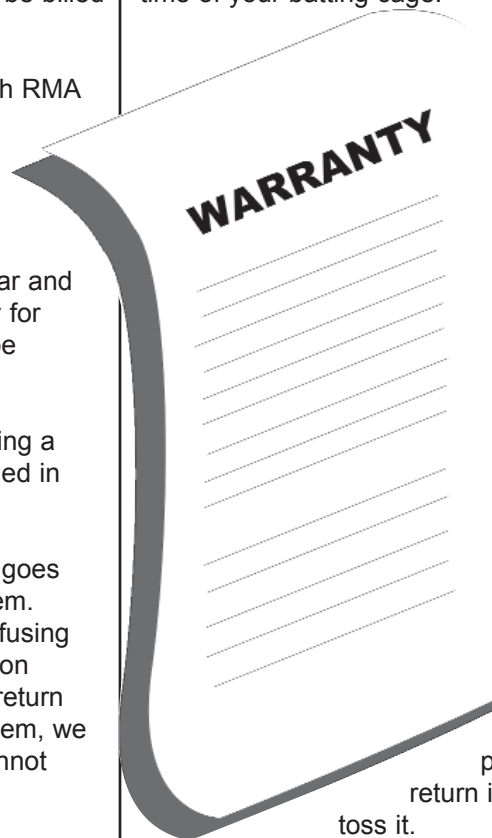 be billed
h RMA
ar and
for
be
ing a
ed in
goes
em.
fusing
on
return
em, we
nnot
time of your batting cage.
WARRANTY
p
return i
toss it.